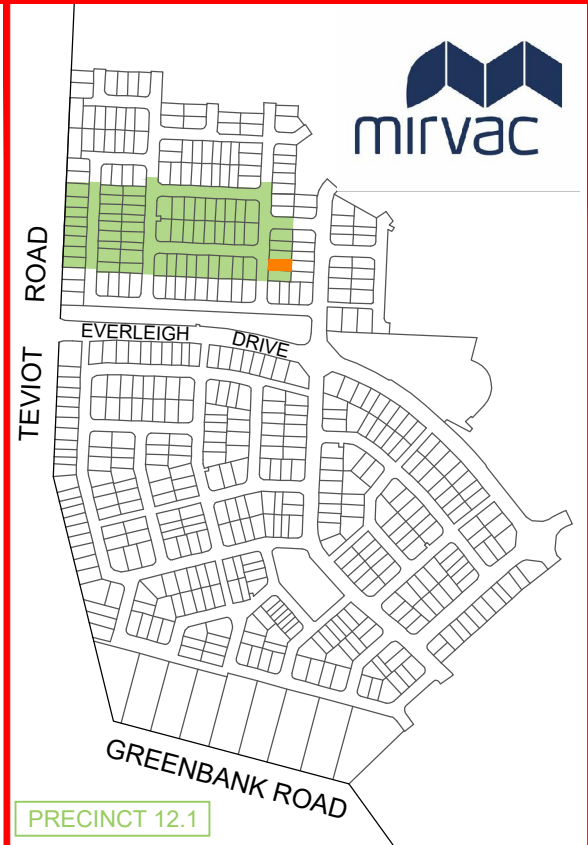 mirvac
TEVIOT ROAD
EVERLEIGH DRIVE
GREENBANK ROAD
PRECINCT 12.1